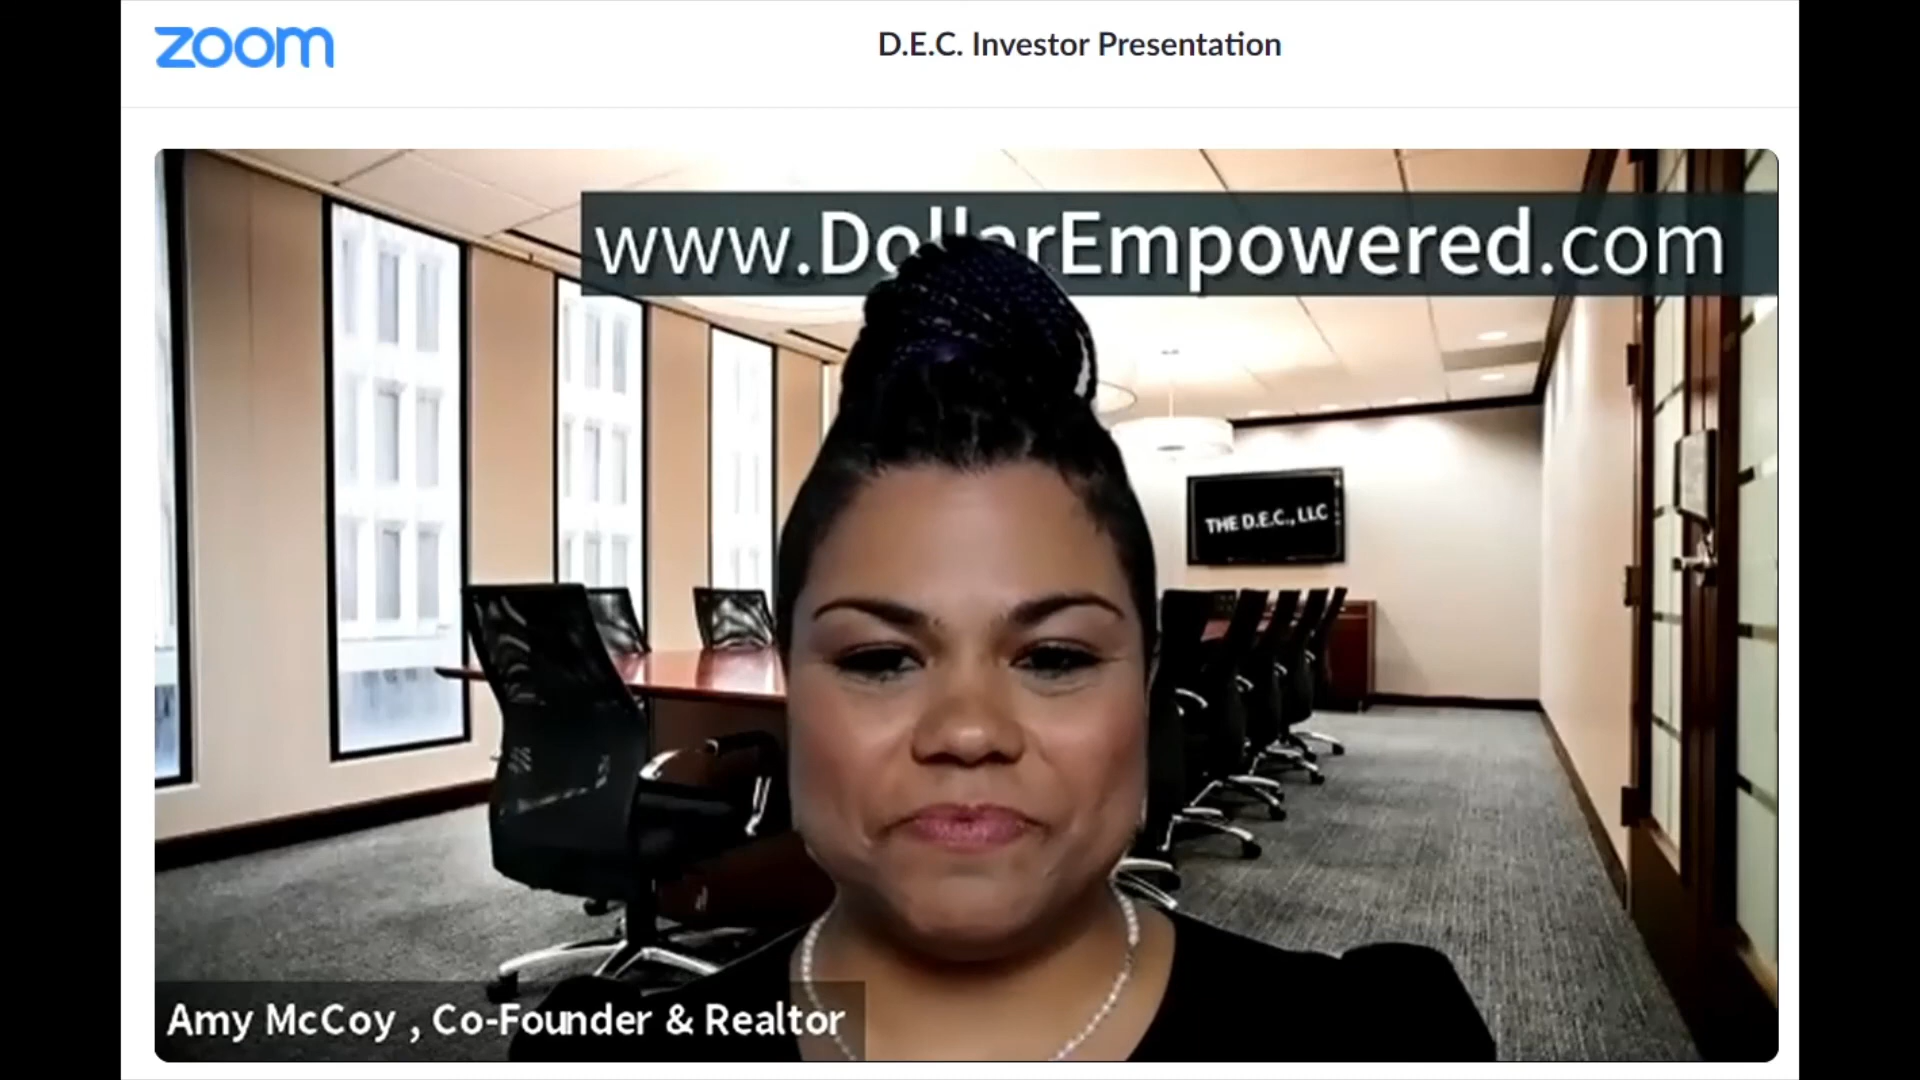 zoom
D.E.C. Investor Presentation
www.DollarEmpowered.com
THE D.E.C., LLC
Amy McCoy , Co-Founder & Realtor